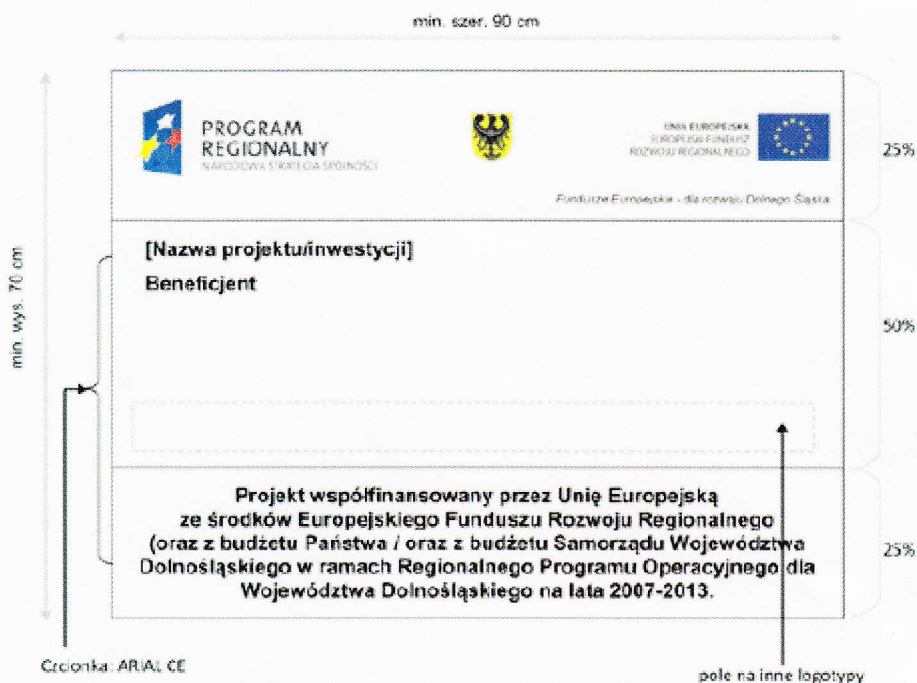 min. szer. 90 cm
min. wys. 70 cm
PROGRAM
REGIONALNY
NARODOWA STRATEGIA SPÓJNOŚCI
UNIA EUROPEJSKA
EUROPEJSKI FUNDUSZ
ROZWOJU REGIONALNEGO
Fundusze Europejskie - dla rozwoju Dolnego Śląska
25%
[Nazwa projektu/inwestycji]
Beneficjent
50%
Projekt współfinansowany przez Unię Europejską
ze środków Europejskiego Funduszu Rozwoju Regionalnego
(oraz z budżetu Państwa / oraz z budżetu Samorządu Województwa
Dolnośląskiego w ramach Regionalnego Programu Operacyjnego dla
Województwa Dolnośląskiego na lata 2007-2013.
25%
Czcionka: ARIAL CE
pole na inne logotypy